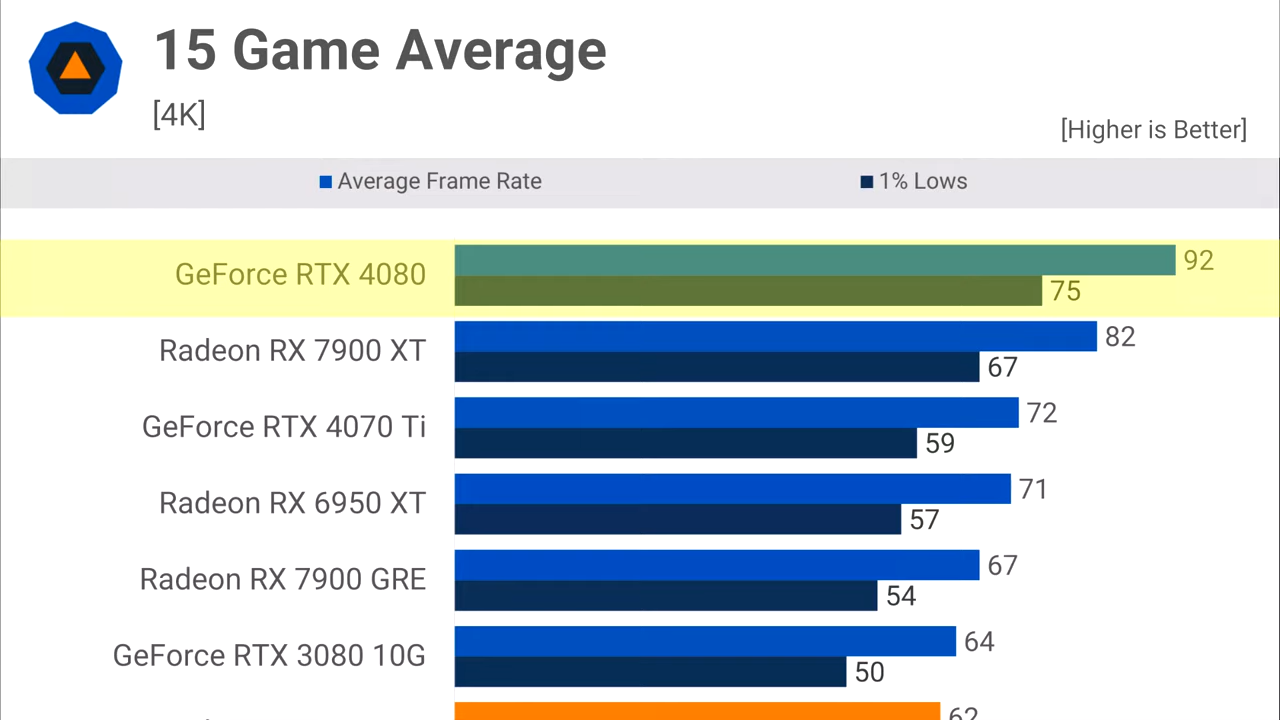 15 Game Average
[4K]
[Higher is Better]
Average Frame Rate
1% Lows
GeForce RTX 4080
92
75
Radeon RX 7900 XT
82
67
GeForce RTX 4070 Ti
72
59
Radeon RX 6950 XT
71
57
Radeon RX 7900 GRE
67
54
GeForce RTX 3080 10G
64
50
62